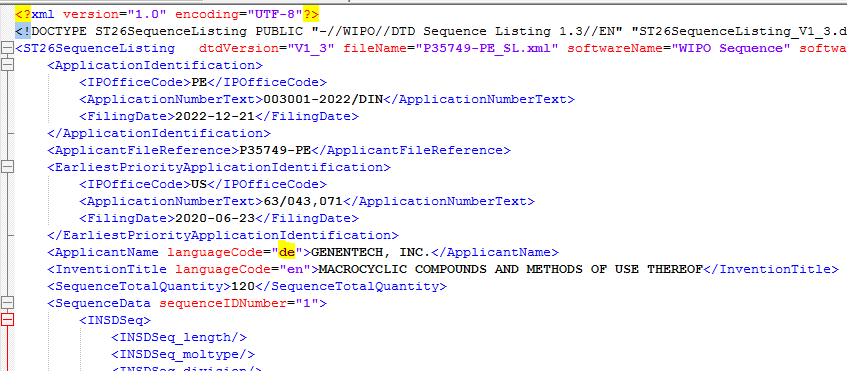 <?xml version="1.0" encoding="UTF-8"?>
<!DOCTYPE ST26SequenceListing PUBLIC "-//WIPO//DTD Sequence Listing 1.3//EN" "ST26SequenceListing_V1_3.d
<ST26SequenceListing dtdVersion="V1_3" fileName="P35749-PE_SL.xml" softwareName="WIPO Sequence" softwa
<ApplicationIdentification>
<IPOfficeCode>PE</IPOfficeCode>
<ApplicationNumberText>003001-2022/DIN</ApplicationNumberText>
<FilingDate>2022-12-21</FilingDate>
</ApplicationIdentification>
<ApplicantFileReference>P35749-PE</ApplicantFileReference>
<EarliestPriorityApplicationIdentification>
<IPOfficeCode>US</IPOfficeCode>
<ApplicationNumberText>63/043,071</ApplicationNumberText>
<FilingDate>2020-06-23</FilingDate>
</EarliestPriorityApplicationIdentification>
<ApplicantName languageCode="de">GENENTECH, INC.</ApplicantName>
<InventionTitle languageCode="en">MACROCYCLIC COMPOUNDS AND METHODS OF USE THEREOF</InventionTitle>
<SequenceTotalQuantity>120</SequenceTotalQuantity>
<SequenceData sequenceIDNumber="1">
<INSDSeq>
<INSDSeq_length/>
<INSDSeq_moltype/>
<INSDSeq_division/>